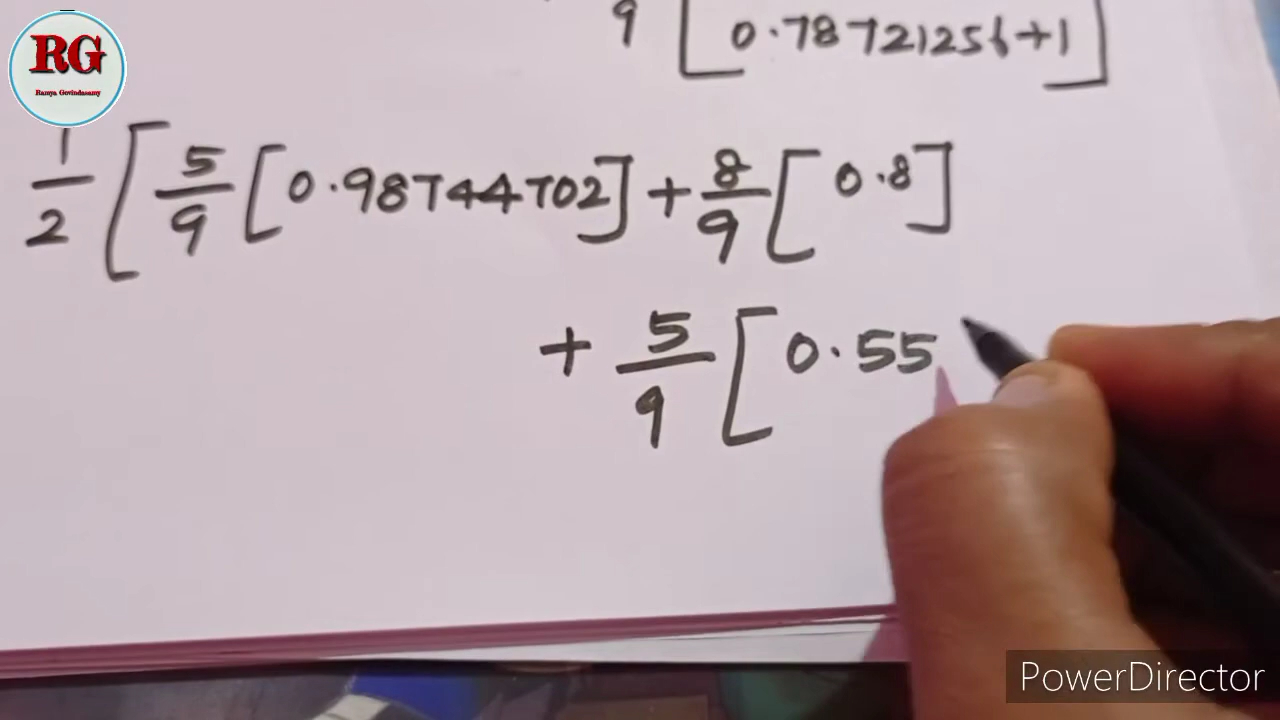 RG
Ramya Govindasamy
9 [ 0.78721256+1 ]
1/2 [ 5/9 [0.98744702] + 8/9 [ 0.8 ]
+ 5/9 [ 0.55
PowerDirector